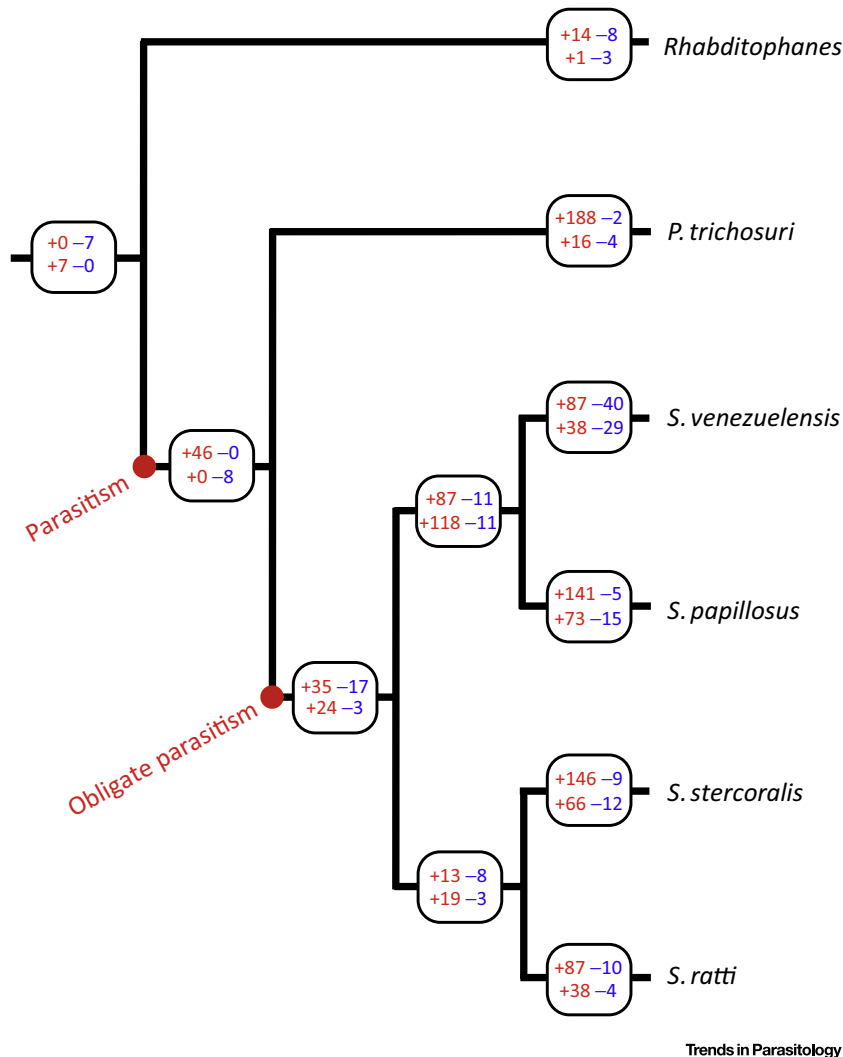 +14 –8
+1 –3
Rhabditophanes
+188 –2
+16 –4
P. trichosuri
+0 –7
+7 –0
+87 –40
+38 –29
S. venezuelensis
+46 –0
+0 –8
Parasitism
+87 –11
+118 –11
+141 –5
+73 –15
S. papillosus
+35 –17
+24 –3
Obligate parasitism
+146 –9
+66 –12
S. stercoralis
+13 –8
+19 –3
+87 –10
+38 –4
S. ratti
Trends in Parasitology